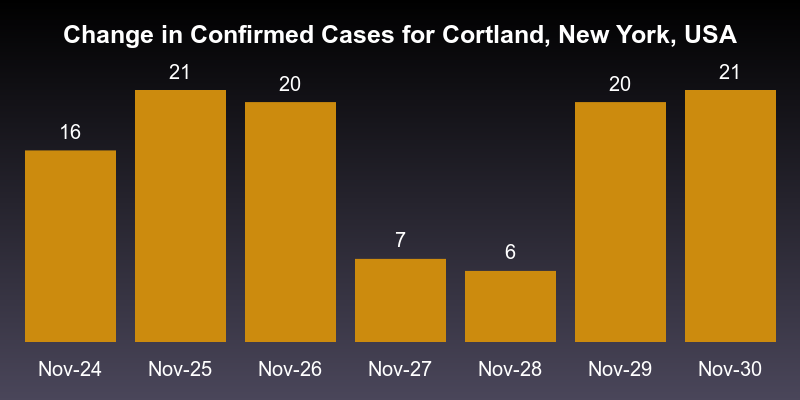 Change in Confirmed Cases for Cortland, New York, USA
16
21
20
7
6
20
21
Nov-24
Nov-25
Nov-26
Nov-27
Nov-28
Nov-29
Nov-30